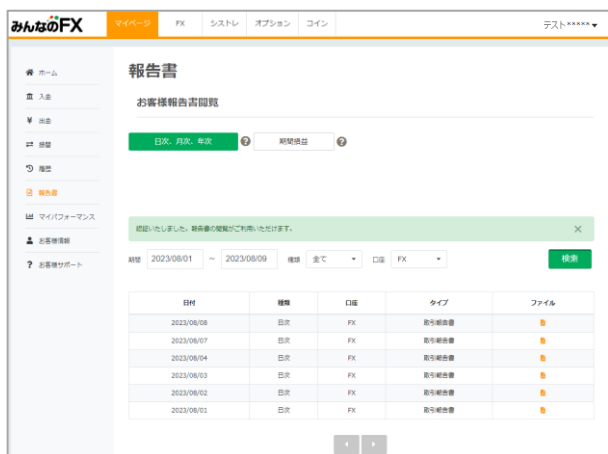 みんなのFX
マイページ FX シストレ オプション コイン テスト*****
ホーム
入金
出金
振替
履歴
報告書
マイパフォーマンス
お客様情報
お客様サポート
報告書
お客様報告書閲覧
日次、月次、年次 ? 期間損益 ?
認証いたしました。報告書の閲覧がご利用いただけます。 ×
期間 2023/08/01 ~ 2023/08/09 種類 全て 口座 FX 検索
日付 種類 口座 タイプ ファイル
2023/08/08 日次 FX 取引報告書
2023/08/07 日次 FX 取引報告書
2023/08/04 日次 FX 取引報告書
2023/08/03 日次 FX 取引報告書
2023/08/02 日次 FX 取引報告書
2023/08/01 日次 FX 取引報告書